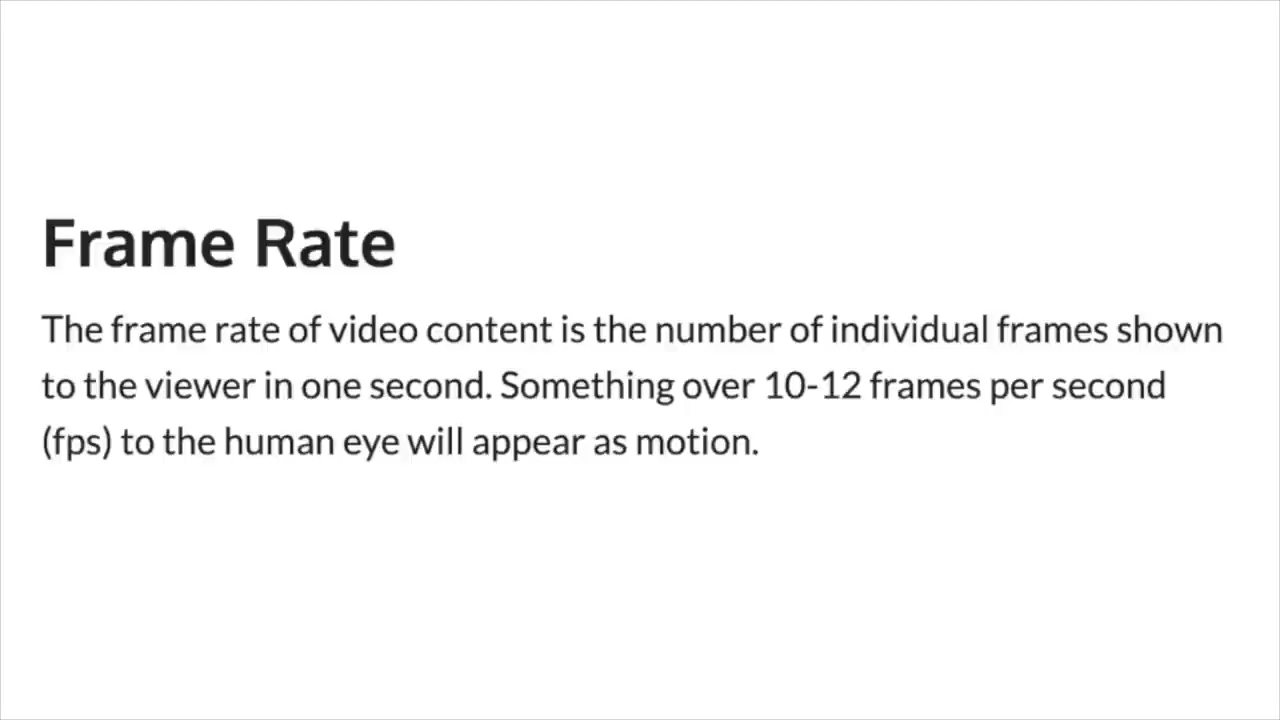 Frame Rate
The frame rate of video content is the number of individual frames shown
to the viewer in one second. Something over 10-12 frames per second
(fps) to the human eye will appear as motion.